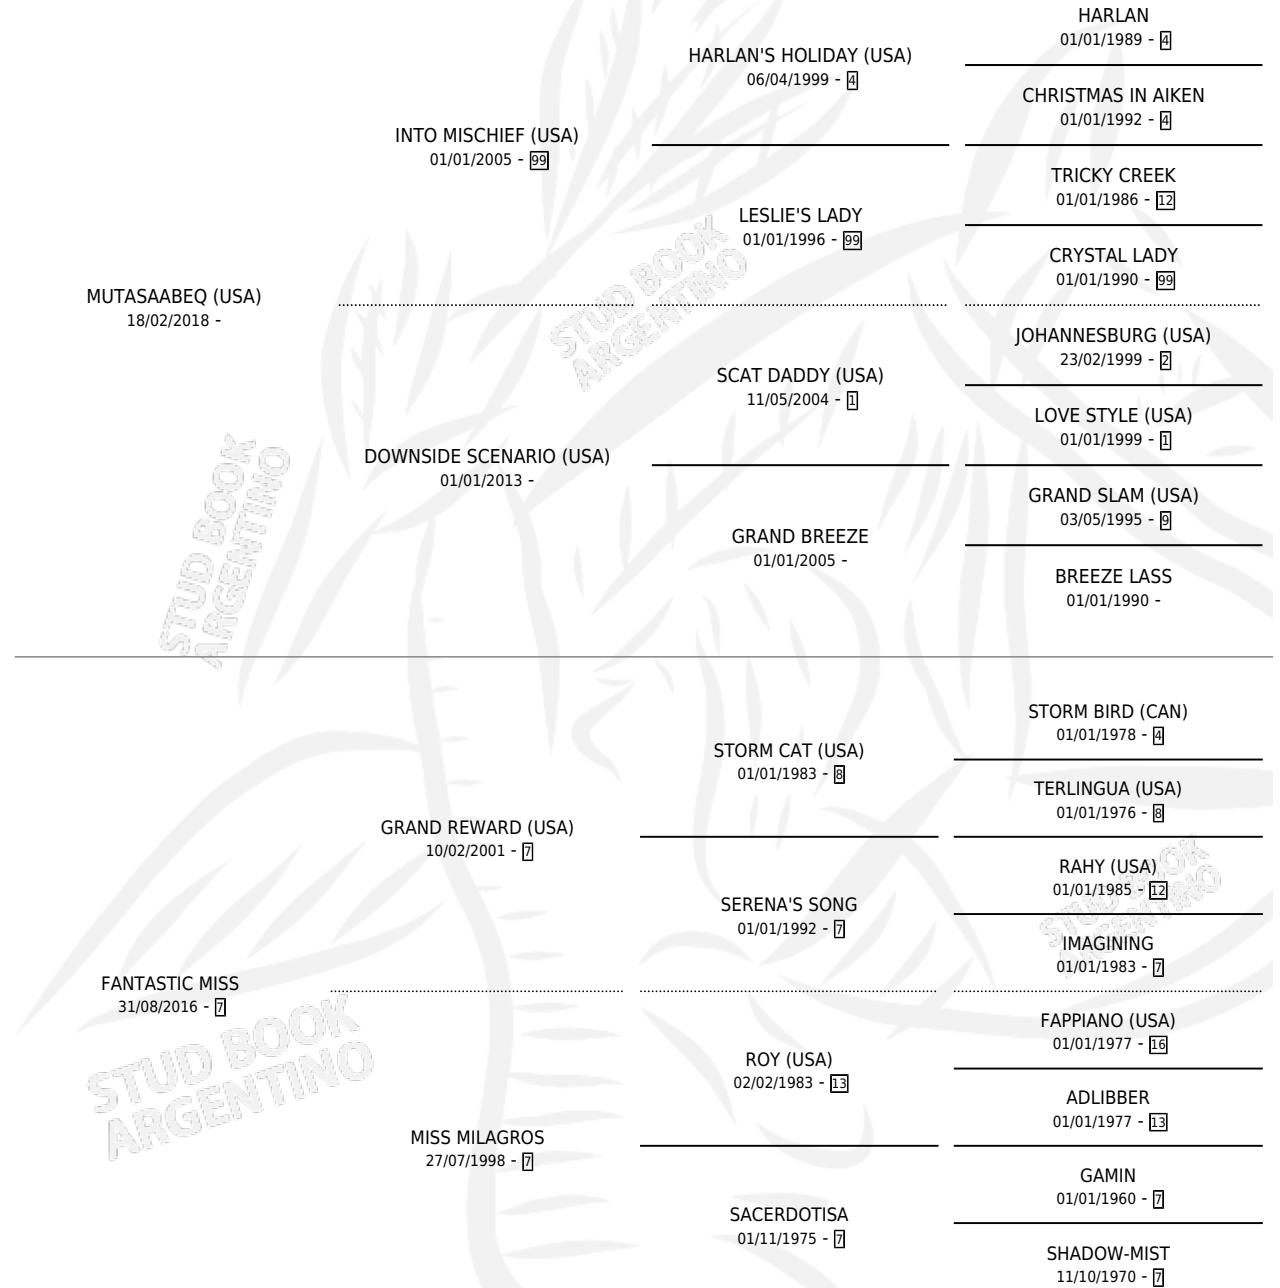 HARLAN
01/01/1989 - 4
HARLAN'S HOLIDAY (USA)
06/04/1999 - 4
CHRISTMAS IN AIKEN
01/01/1992 - 4
INTO MISCHIEF (USA)
01/01/2005 - 99
TRICKY CREEK
01/01/1986 - 12
LESLIE'S LADY
01/01/1996 - 99
CRYSTAL LADY
01/01/1990 - 99
MUTASAABEQ (USA)
18/02/2018 -
STUD BOOK
ARGENTINO
JOHANNESBURG (USA)
23/02/1999 - 2
SCAT DADDY (USA)
11/05/2004 - 1
LOVE STYLE (USA)
01/01/1999 - 1
DOWNSIDE SCENARIO (USA)
01/01/2013 -
GRAND SLAM (USA)
03/05/1995 - 9
GRAND BREEZE
01/01/2005 -
BREEZE LASS
01/01/1990 -
STUD BOOK
ARGENTINO
STORM BIRD (CAN)
01/01/1978 - 4
STORM CAT (USA)
01/01/1983 - 8
TERLINGUA (USA)
01/01/1976 - 8
GRAND REWARD (USA)
10/02/2001 - 7
RAHY (USA)
01/01/1985 - 12
SERENA'S SONG
01/01/1992 - 7
IMAGINING
01/01/1983 - 7
STUD BOOK
ARGENTINO
FANTASTIC MISS
31/08/2016 - 7
FAPPIANO (USA)
01/01/1977 - 16
ROY (USA)
02/02/1983 - 13
ADLIBBER
01/01/1977 - 13
STUD BOOK
ARGENTINO
MISS MILAGROS
27/07/1998 - 7
GAMIN
01/01/1960 - 7
SACERDOTISA
01/11/1975 - 7
SHADOW-MIST
11/10/1970 - 7